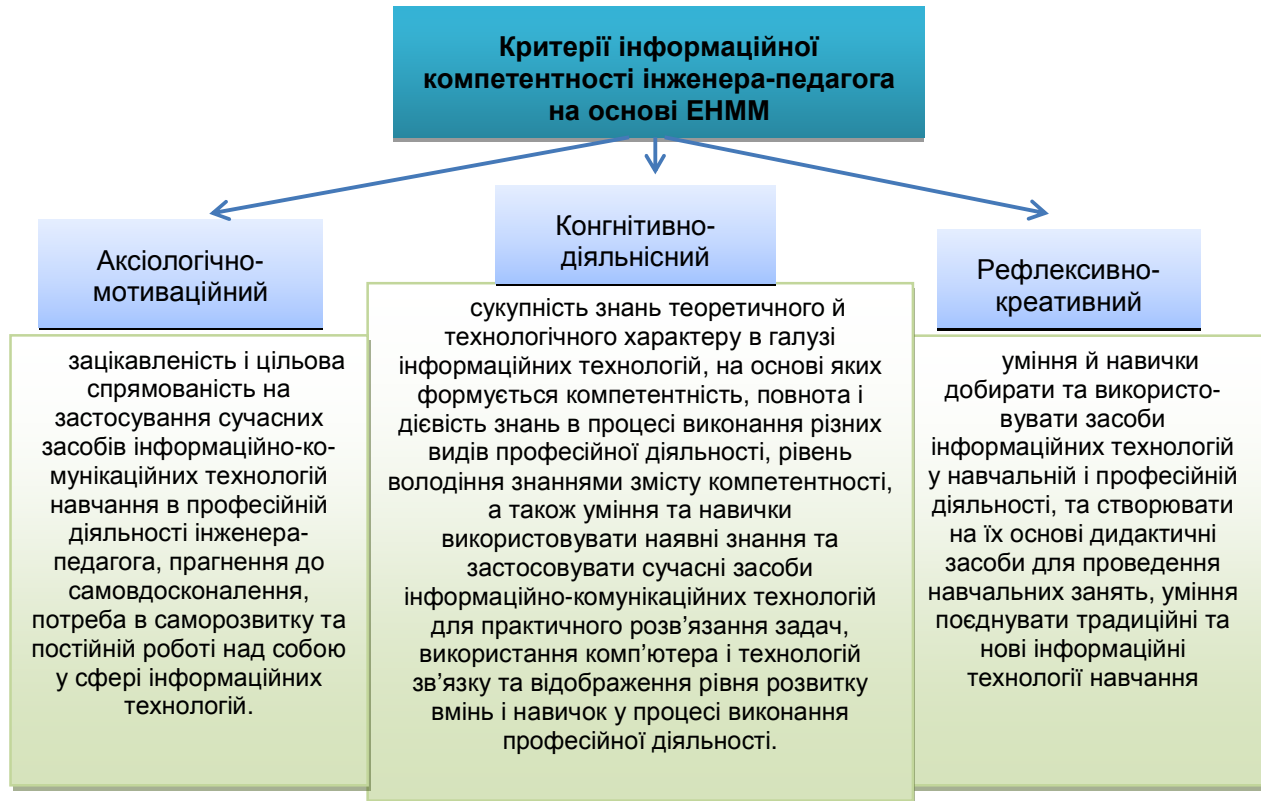 Критерії інформаційної
компетентності інженера-педагога
на основі ЕНММ
Аксіологічно-
мотиваційний
зацікавленість і цільова
спрямованість на
застосування сучасних
засобів інформаційно-ко-
мунікаційних технологій
навчання в професійній
діяльності інженера-
педагога, прагнення до
самовдосконалення,
потреба в саморозвитку та
постійній роботі над собою
у сфері інформаційних
технологій.
Конгнітивно-
діяльнісний
сукупність знань теоретичного й
технологічного характеру в галузі
інформаційних технологій, на основі яких
формується компетентність, повнота і
дієвість знань в процесі виконання різних
видів професійної діяльності, рівень
володіння знаннями змісту компетентності,
а також уміння та навички
використовувати наявні знання та
застосовувати сучасні засоби
інформаційно-комунікаційних технологій
для практичного розв’язання задач,
використання комп’ютера і технологій
зв’язку та відображення рівня розвитку
вмінь і навичок у процесі виконання
професійної діяльності.
Рефлексивно-
креативний
уміння й навички
добирати та використо-
вувати засоби
інформаційних технологій
у навчальній і професійній
діяльності, та створювати
на їх основі дидактичні
засоби для проведення
навчальних занять, уміння
поєднувати традиційні та
нові інформаційні
технології навчання